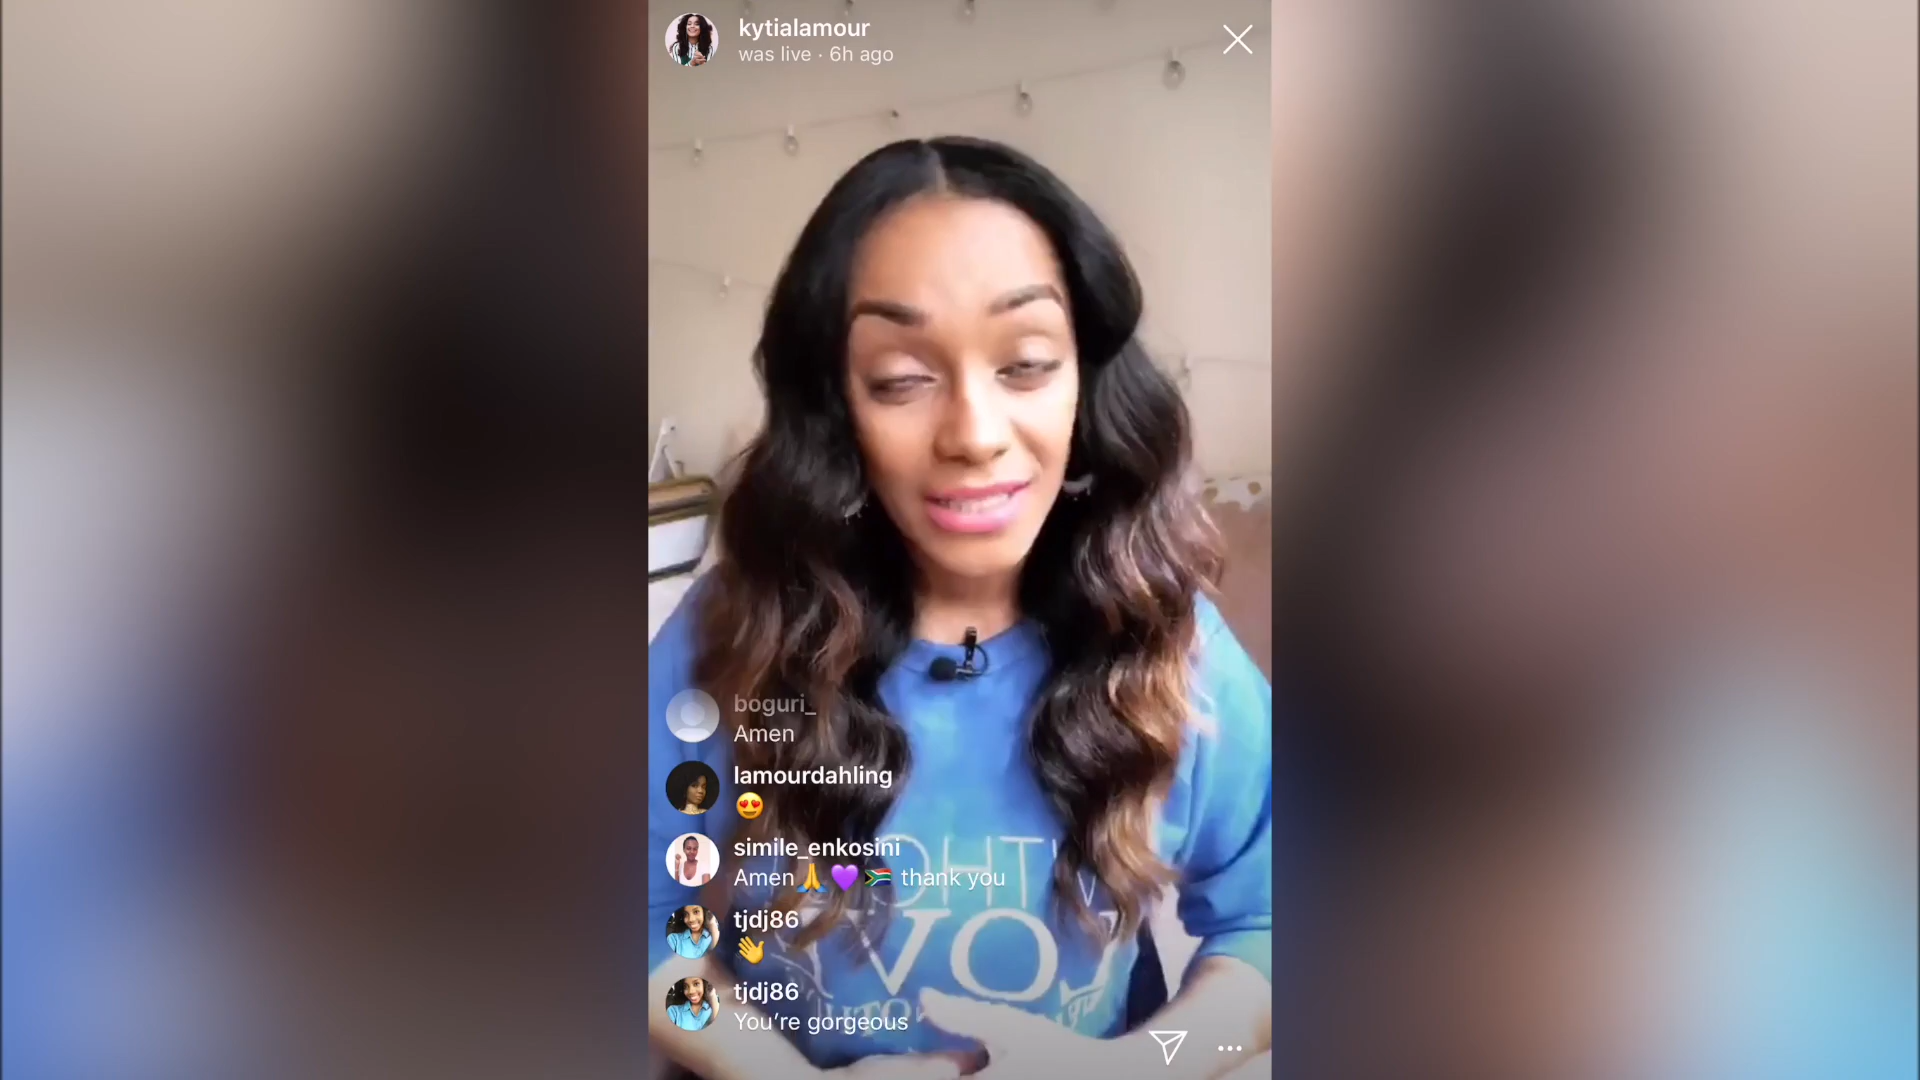 kytialamour
was live · 6h ago
boguri_
Amen
lamourdahling
😍
simile_enkosini
Amen🙏💜🇿🇦 thank you
tjdj86
👋
tjdj86
You're gorgeous